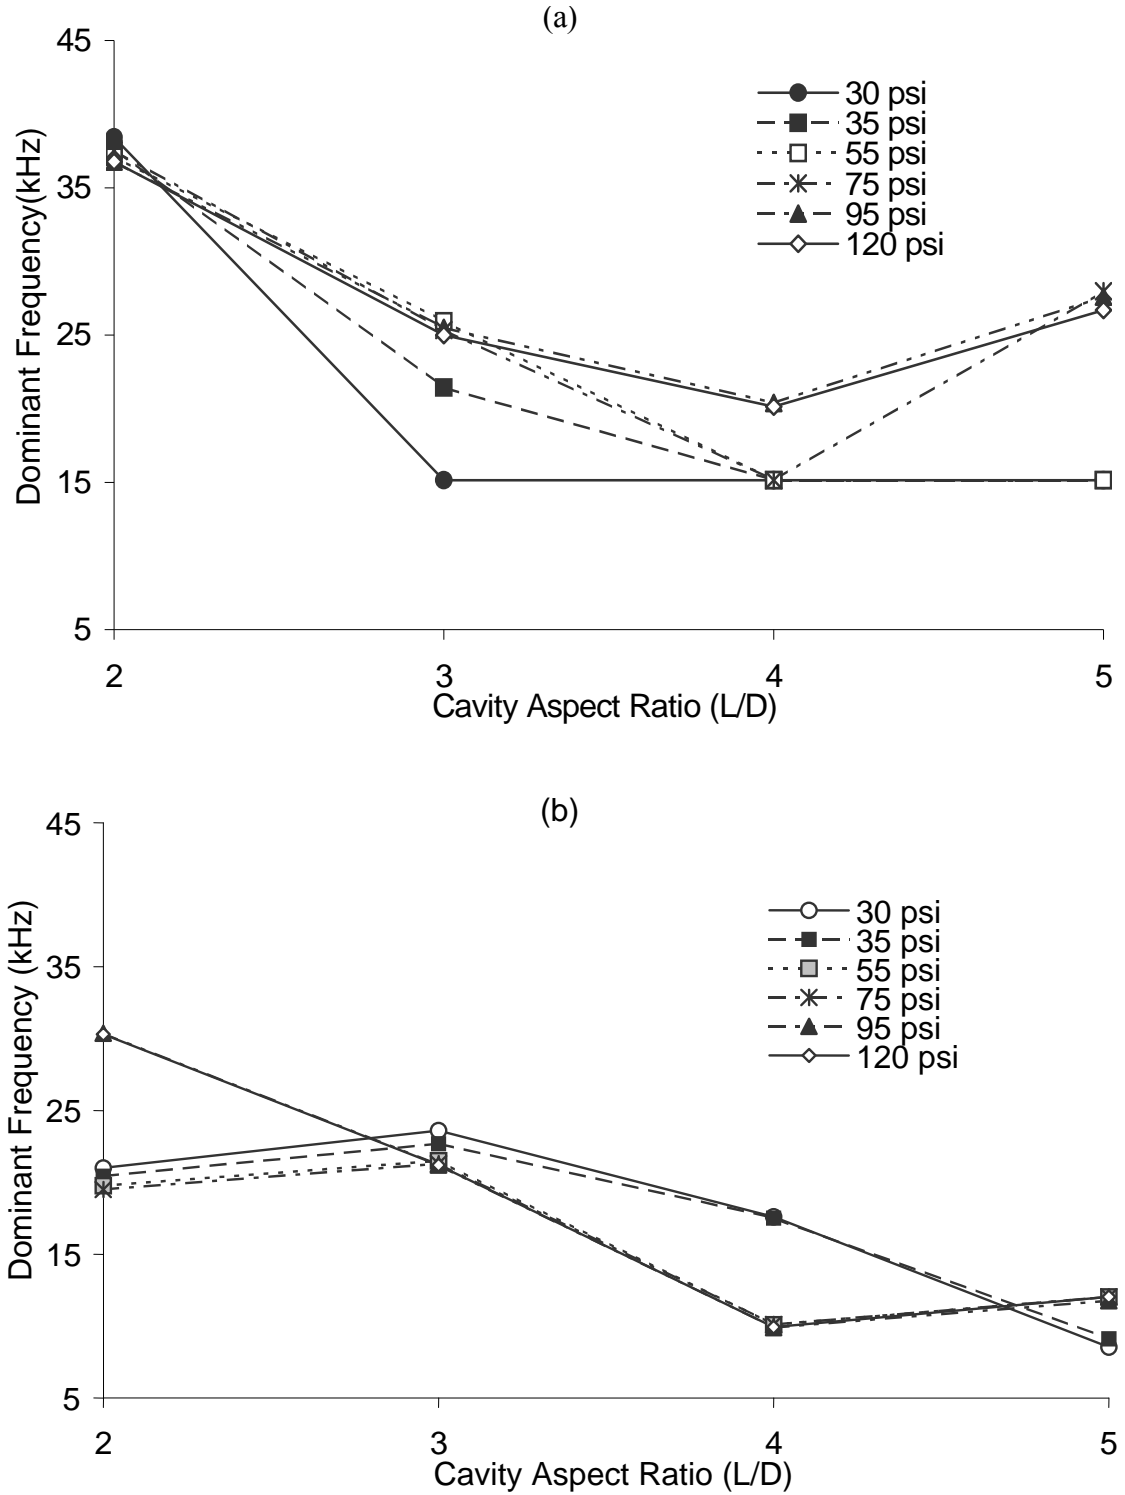 (a)
45
35
25
15
5
Dominant Frequency(kHz)
30 psi
35 psi
55 psi
75 psi
95 psi
120 psi
2 3 4 5
Cavity Aspect Ratio (L/D)
(b)
45
35
25
15
5
Dominant Frequency (kHz)
30 psi
35 psi
55 psi
75 psi
95 psi
120 psi
2 3 4 5
Cavity Aspect Ratio (L/D)